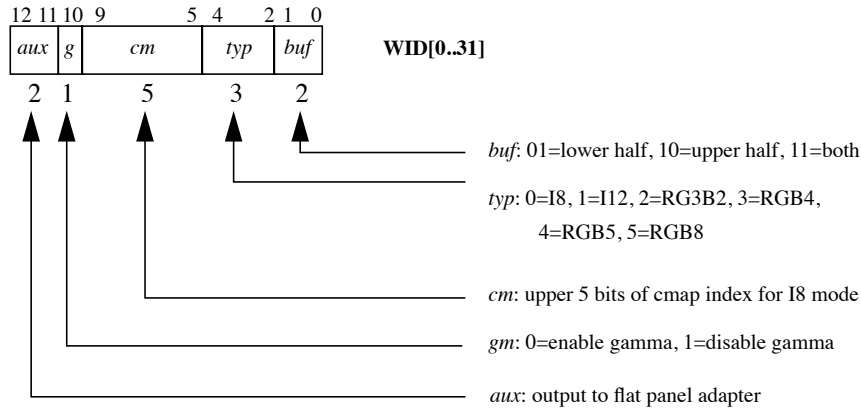 12 11 10 9 5 4 2 1 0
aux g cm typ buf WID[0..31]
2 1 5 3 2
buf: 01=lower half, 10=upper half, 11=both
typ: 0=I8, 1=I12, 2=RG3B2, 3=RGB4,
4=RGB5, 5=RGB8
cm: upper 5 bits of cmap index for I8 mode
gm: 0=enable gamma, 1=disable gamma
aux: output to flat panel adapter